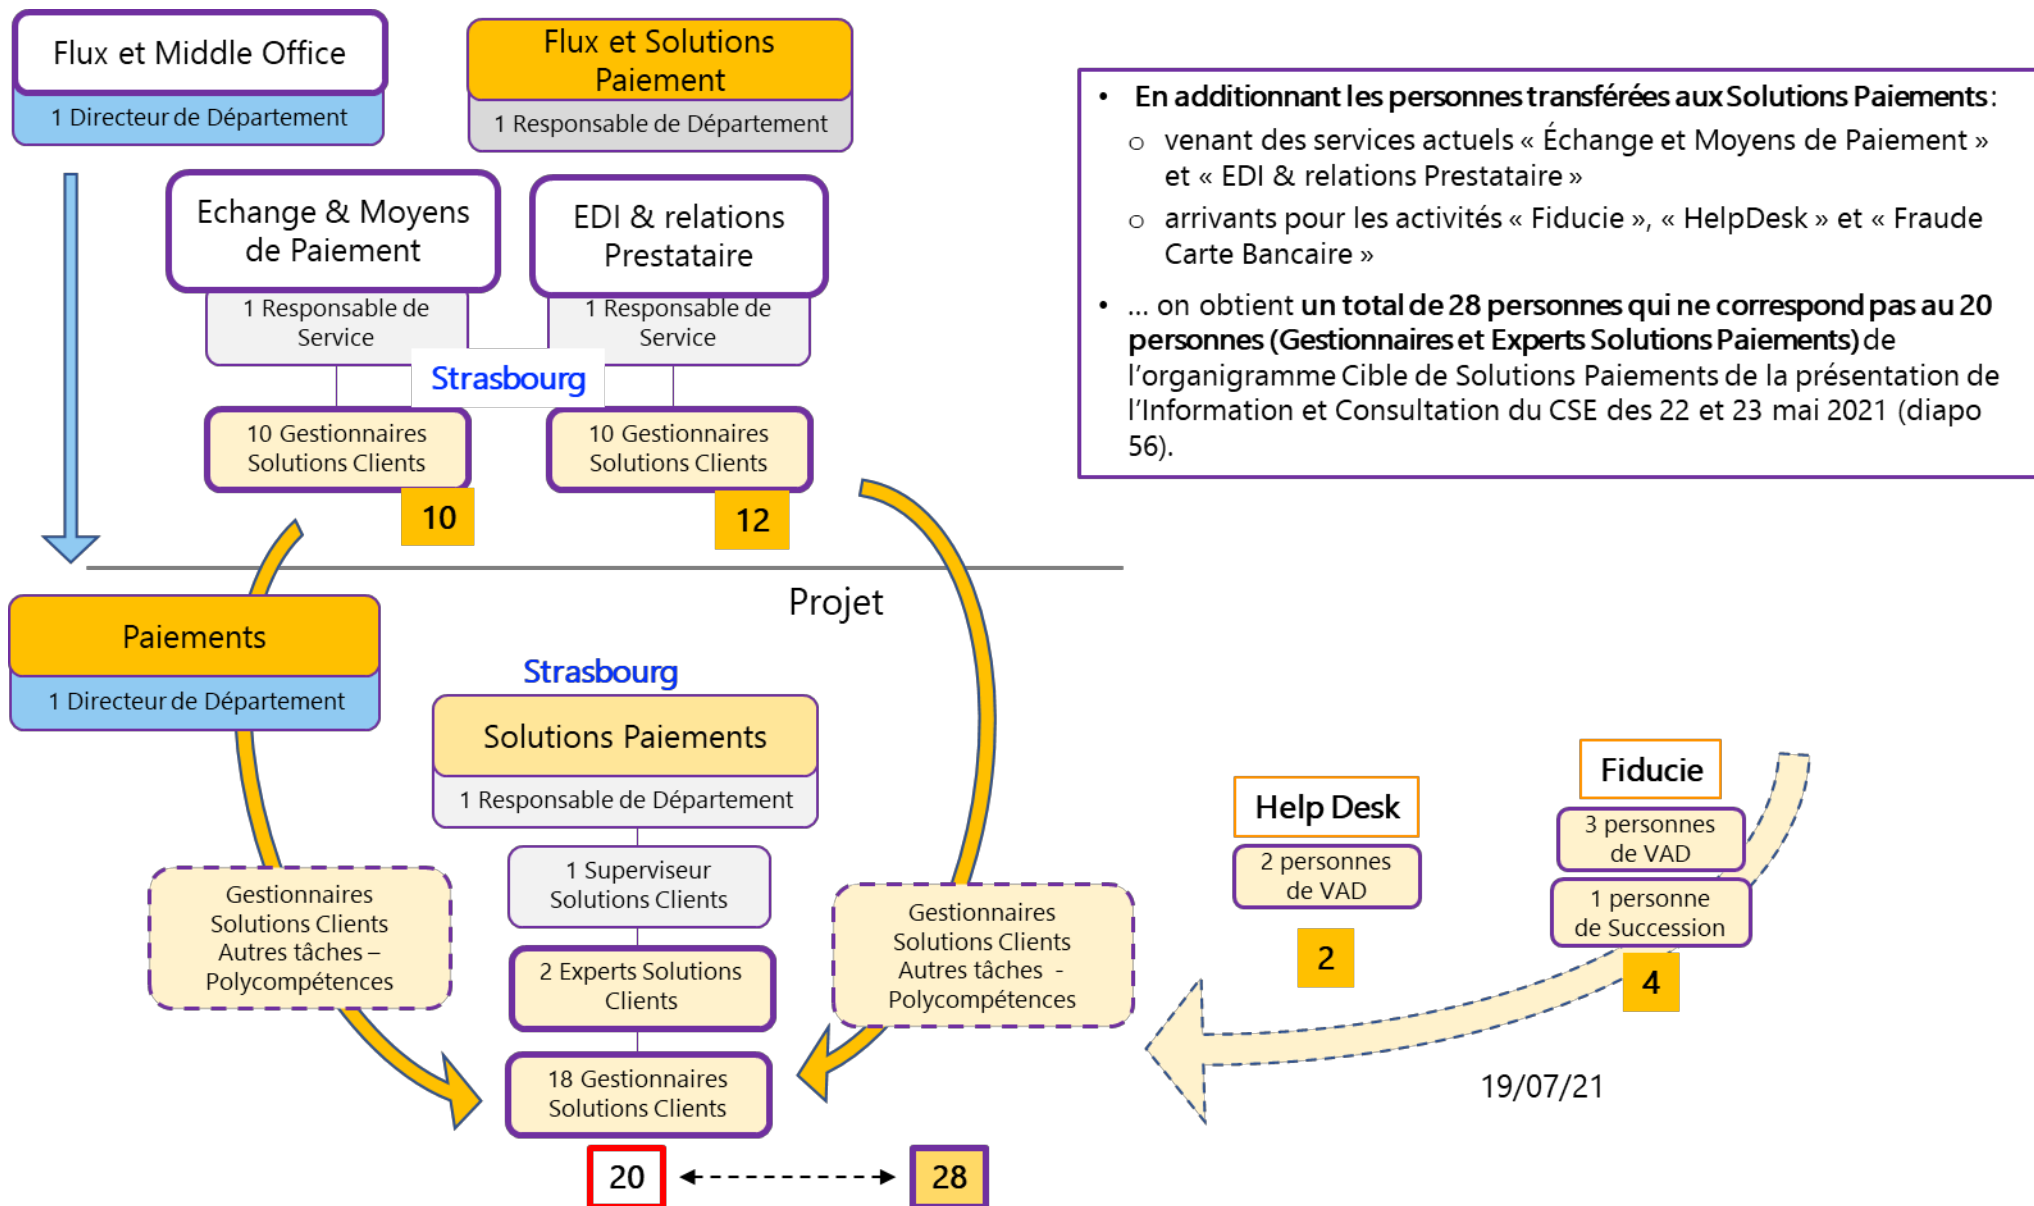 Flux et Middle Office
1 Directeur de Département
Flux et Solutions
Paiement
1 Responsable de Département
Echange & Moyens
de Paiement
1 Responsable de
Service
EDI & relations
Prestataire
1 Responsable de
Service
Strasbourg
10 Gestionnaires
Solutions Clients
10
10 Gestionnaires
Solutions Clients
12
• En additionnant les personnes transférées aux Solutions Paiements :
o venant des services actuels « Échange et Moyens de Paiement »
et « EDI & relations Prestataire »
o arrivants pour les activités « Fiducie », « HelpDesk » et « Fraude
Carte Bancaire »
• ... on obtient un total de 28 personnes qui ne correspond pas au 20
personnes (Gestionnaires et Experts Solutions Paiements) de
l'organigramme Cible de Solutions Paiements de la présentation de
l'Information et Consultation du CSE des 22 et 23 mai 2021 (diapo
56).
Projet
Paiements
1 Directeur de Département
Strasbourg
Solutions Paiements
1 Responsable de Département
1 Superviseur
Solutions Clients
2 Experts Solutions
Clients
18 Gestionnaires
Solutions Clients
Gestionnaires
Solutions Clients
Autres tâches –
Polycompétences
Gestionnaires
Solutions Clients
Autres tâches -
Polycompétences
Help Desk
2 personnes
de VAD
2
Fiducie
3 personnes
de VAD
1 personne
de Succession
4
19/07/21
20
28